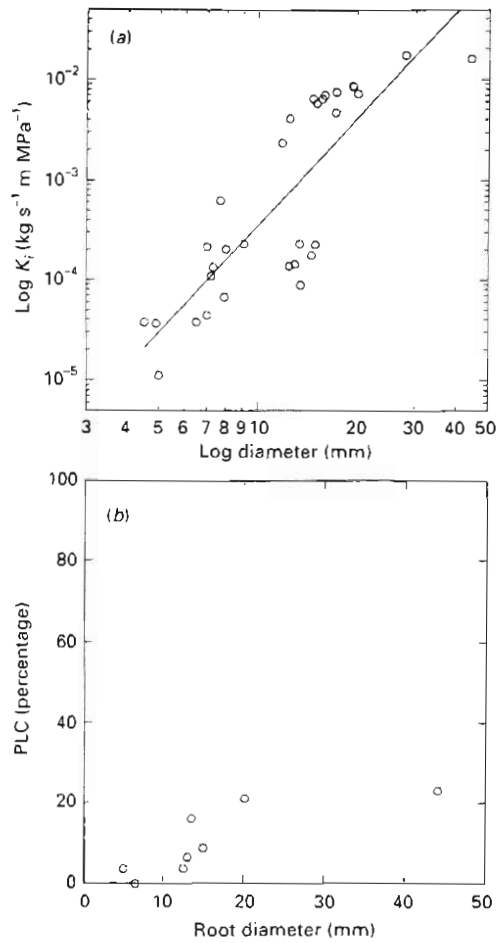 (a)
Log K_i (kg s⁻¹ m MPa⁻¹)
10⁻²
10⁻³
10⁻⁴
10⁻⁵
3 4 5 6 7 8 9 10 20 30 40 50
Log diameter (mm)
(b)
PLC (percentage)
100
80
60
40
20
0
0 10 20 30 40 50
Root diameter (mm)